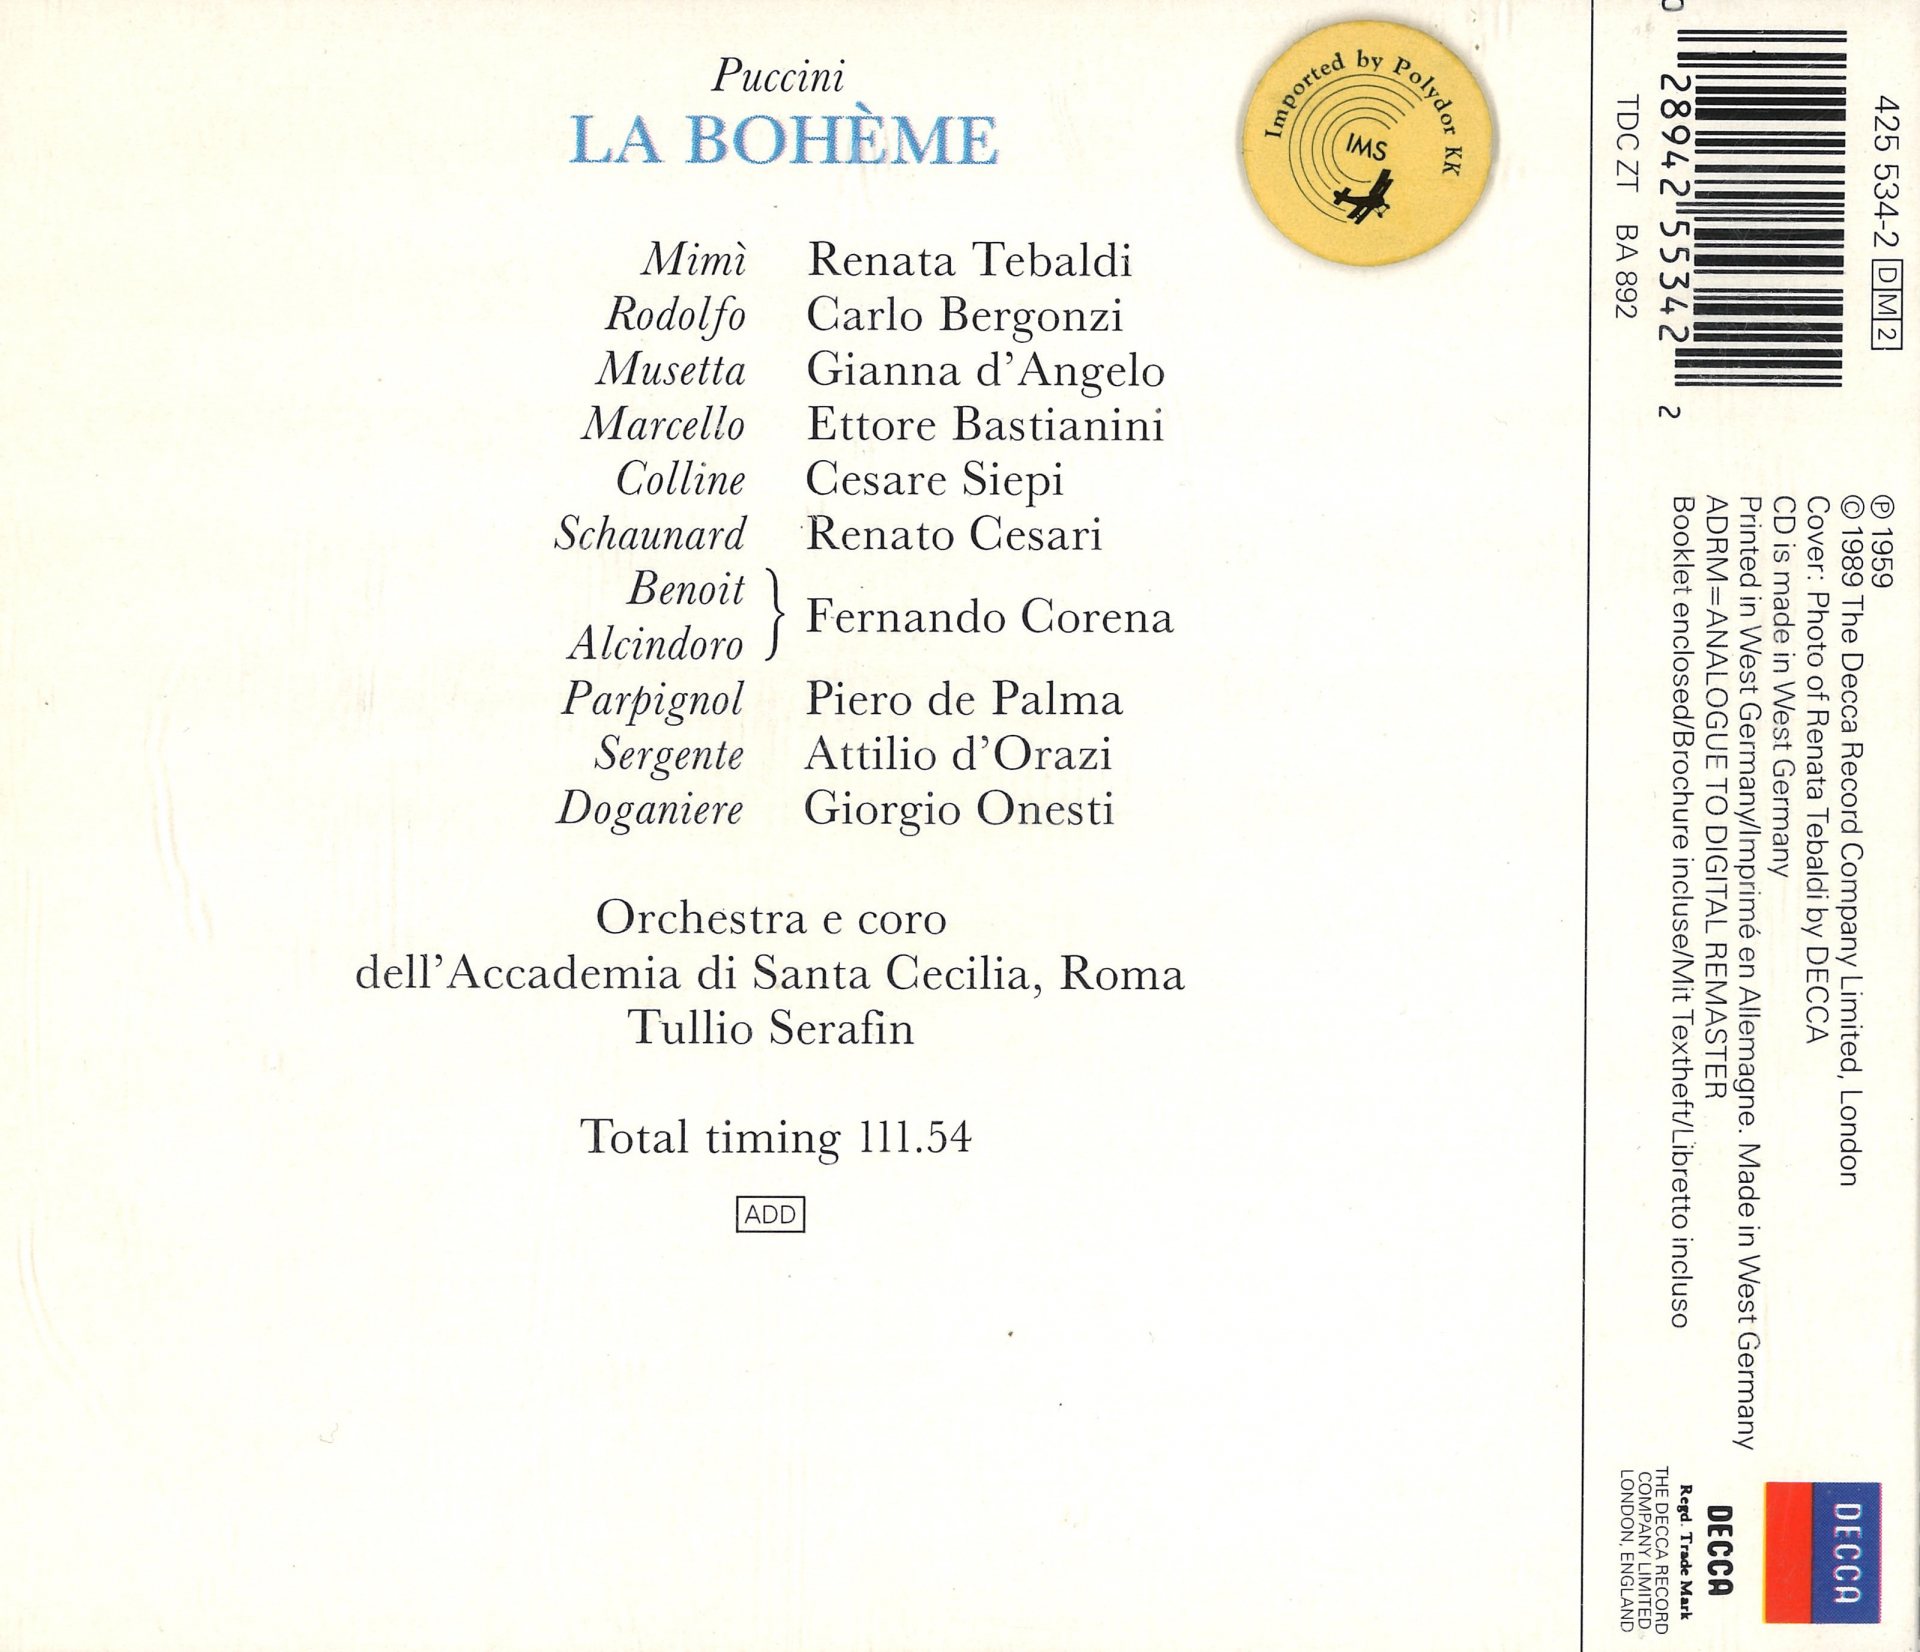 Puccini
LA BOHÈME
Mimì Renata Tebaldi
Rodolfo Carlo Bergonzi
Musetta Gianna d'Angelo
Marcello Ettore Bastianini
Colline Cesare Siepi
Schaunard Renato Cesari
Benoit
Alcindoro } Fernando Corena
Parpignol Piero de Palma
Sergente Attilio d'Orazi
Doganiere Giorgio Onesti
Orchestra e coro
dell'Accademia di Santa Cecilia, Roma
Tullio Serafin
Total timing 111.54
ADD
Imported by Polydor KK
IMS
425 534-2 DM2
0 28942 55342 2
TDC ZT BA 892
℗ 1959
© 1989 The Decca Record Company Limited, London
Cover: Photo of Renata Tebaldi by DECCA
CD is made in West Germany
Printed in West Germany/Imprimé en Allemagne. Made in West Germany
ADRM=ANALOGUE TO DIGITAL REMASTER
Booklet enclosed/Brochure incluse/Mit Textheft/Libretto incluso
DECCA
DECCA
Regd. Trade Mark
THE DECCA RECORD
COMPANY LIMITED
LONDON, ENGLAND